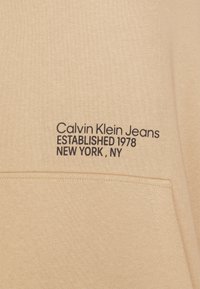 Calvin Klein Jeans
ESTABLISHED 1978
NEW YORK , NY